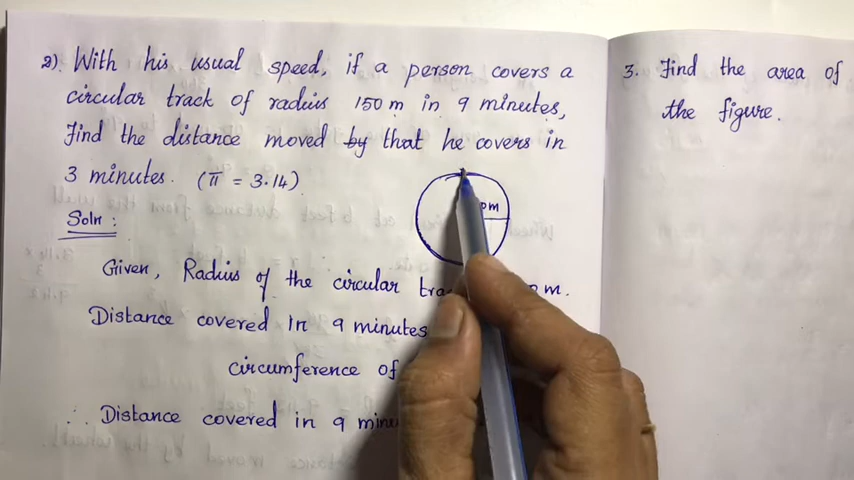 2). With his usual speed, if a person covers a
circular track of radius 150 m in 9 minutes,
Find the distance moved by that he covers in
3 minutes. (π = 3.14)
Soln :
Given, Radius of the circular
m.
Distance covered in 9 minutes
circumference of
∴ Distance covered in 9
3. Find the area of
the figure.